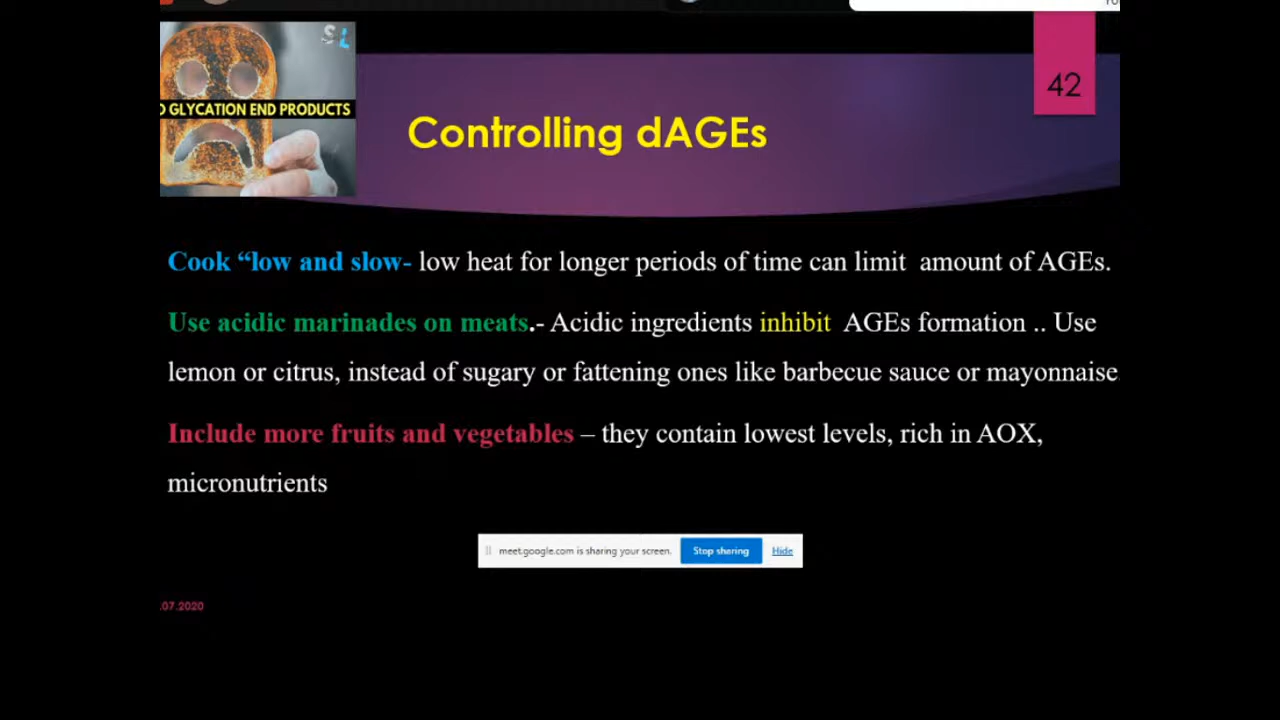 42
D GLYCATION END PRODUCTS
Controlling dAGEs
Cook “low and slow- low heat for longer periods of time can limit amount of AGEs.
Use acidic marinades on meats.- Acidic ingredients inhibit AGEs formation .. Use
lemon or citrus, instead of sugary or fattening ones like barbecue sauce or mayonnaise
Include more fruits and vegetables – they contain lowest levels, rich in AOX,
micronutrients
meet.google.com is sharing your screen. Stop sharing Hide
.07.2020